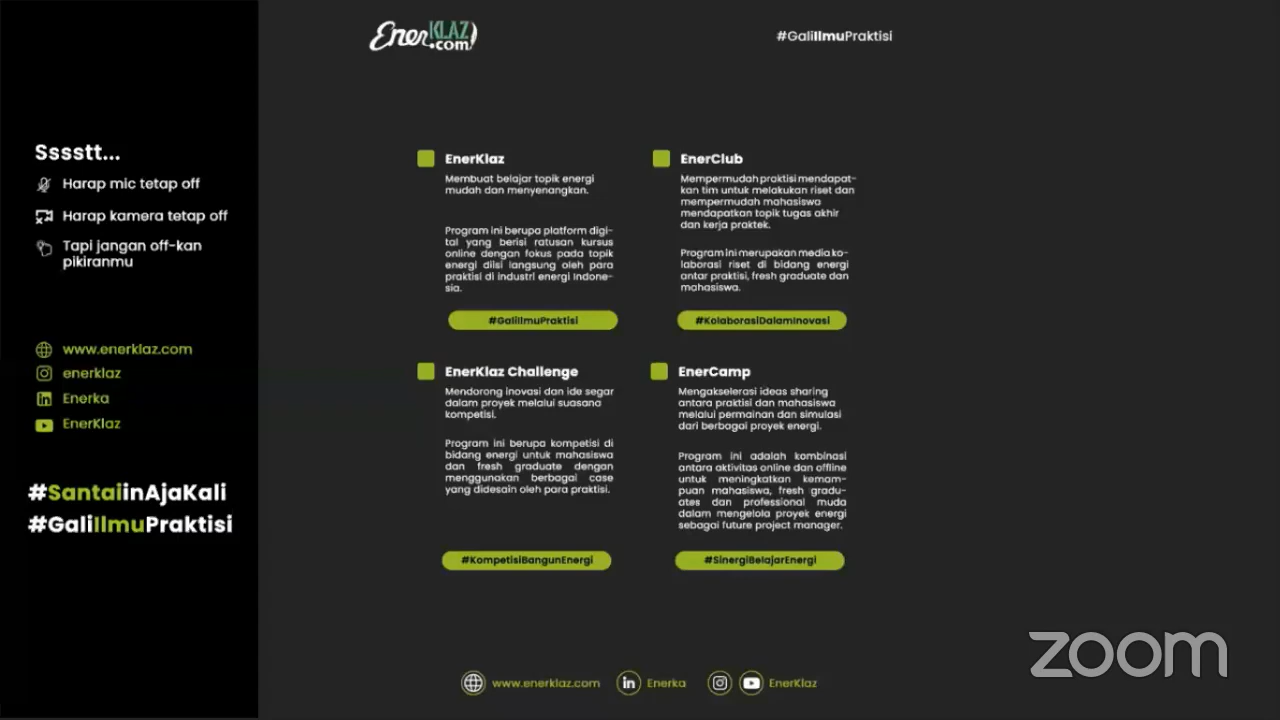 Sssstt...
Harap mic tetap off
Harap kamera tetap off
Tapi jangan off-kan
pikiranmu
www.enerklaz.com
enerklaz
Enerka
EnerKlaz
#SantaiinAjaKali
#GaliIlmuPraktisi
EnerKLAZ
.com
#GaliIlmuPraktisi
EnerKlaz
Membuat belajar topik energi
mudah dan menyenangkan.
Program ini berupa platform digi-
tal yang berisi ratusan kursus
online dengan fokus pada topik
energi diisi langsung oleh para
praktisi di industri energi Indone-
sia.
#GaliIlmuPraktisi
EnerClub
Mempermudah praktisi mendapat-
kan tim untuk melakukan riset dan
mempermudah mahasiswa
mendapatkan topik tugas akhir
dan kerja praktek.
Program ini merupakan media ko-
laborasi riset di bidang energi
antar praktisi, fresh graduate dan
mahasiswa.
#KolaborasiDalamInovasi
EnerKlaz Challenge
Mendorong inovasi dan ide segar
dalam proyek melalui suasana
kompetisi.
Program ini berupa kompetisi di
bidang energi untuk mahasiswa
dan fresh graduate dengan
menggunakan berbagai case
yang didesain oleh para praktisi.
#KompetisiBangunEnergi
EnerCamp
Mengakselerasi ideas sharing
antara praktisi dan mahasiswa
melalui permainan dan simulasi
dari berbagai proyek energi.
Program ini adalah kombinasi
antara aktivitas online dan offline
untuk meningkatkan kemam-
puan mahasiswa, fresh gradu-
ates dan professional muda
dalam mengelola proyek energi
sebagai future project manager.
#SinergiBelajarEnergi
www.enerklaz.com
Enerka
EnerKlaz
zoom